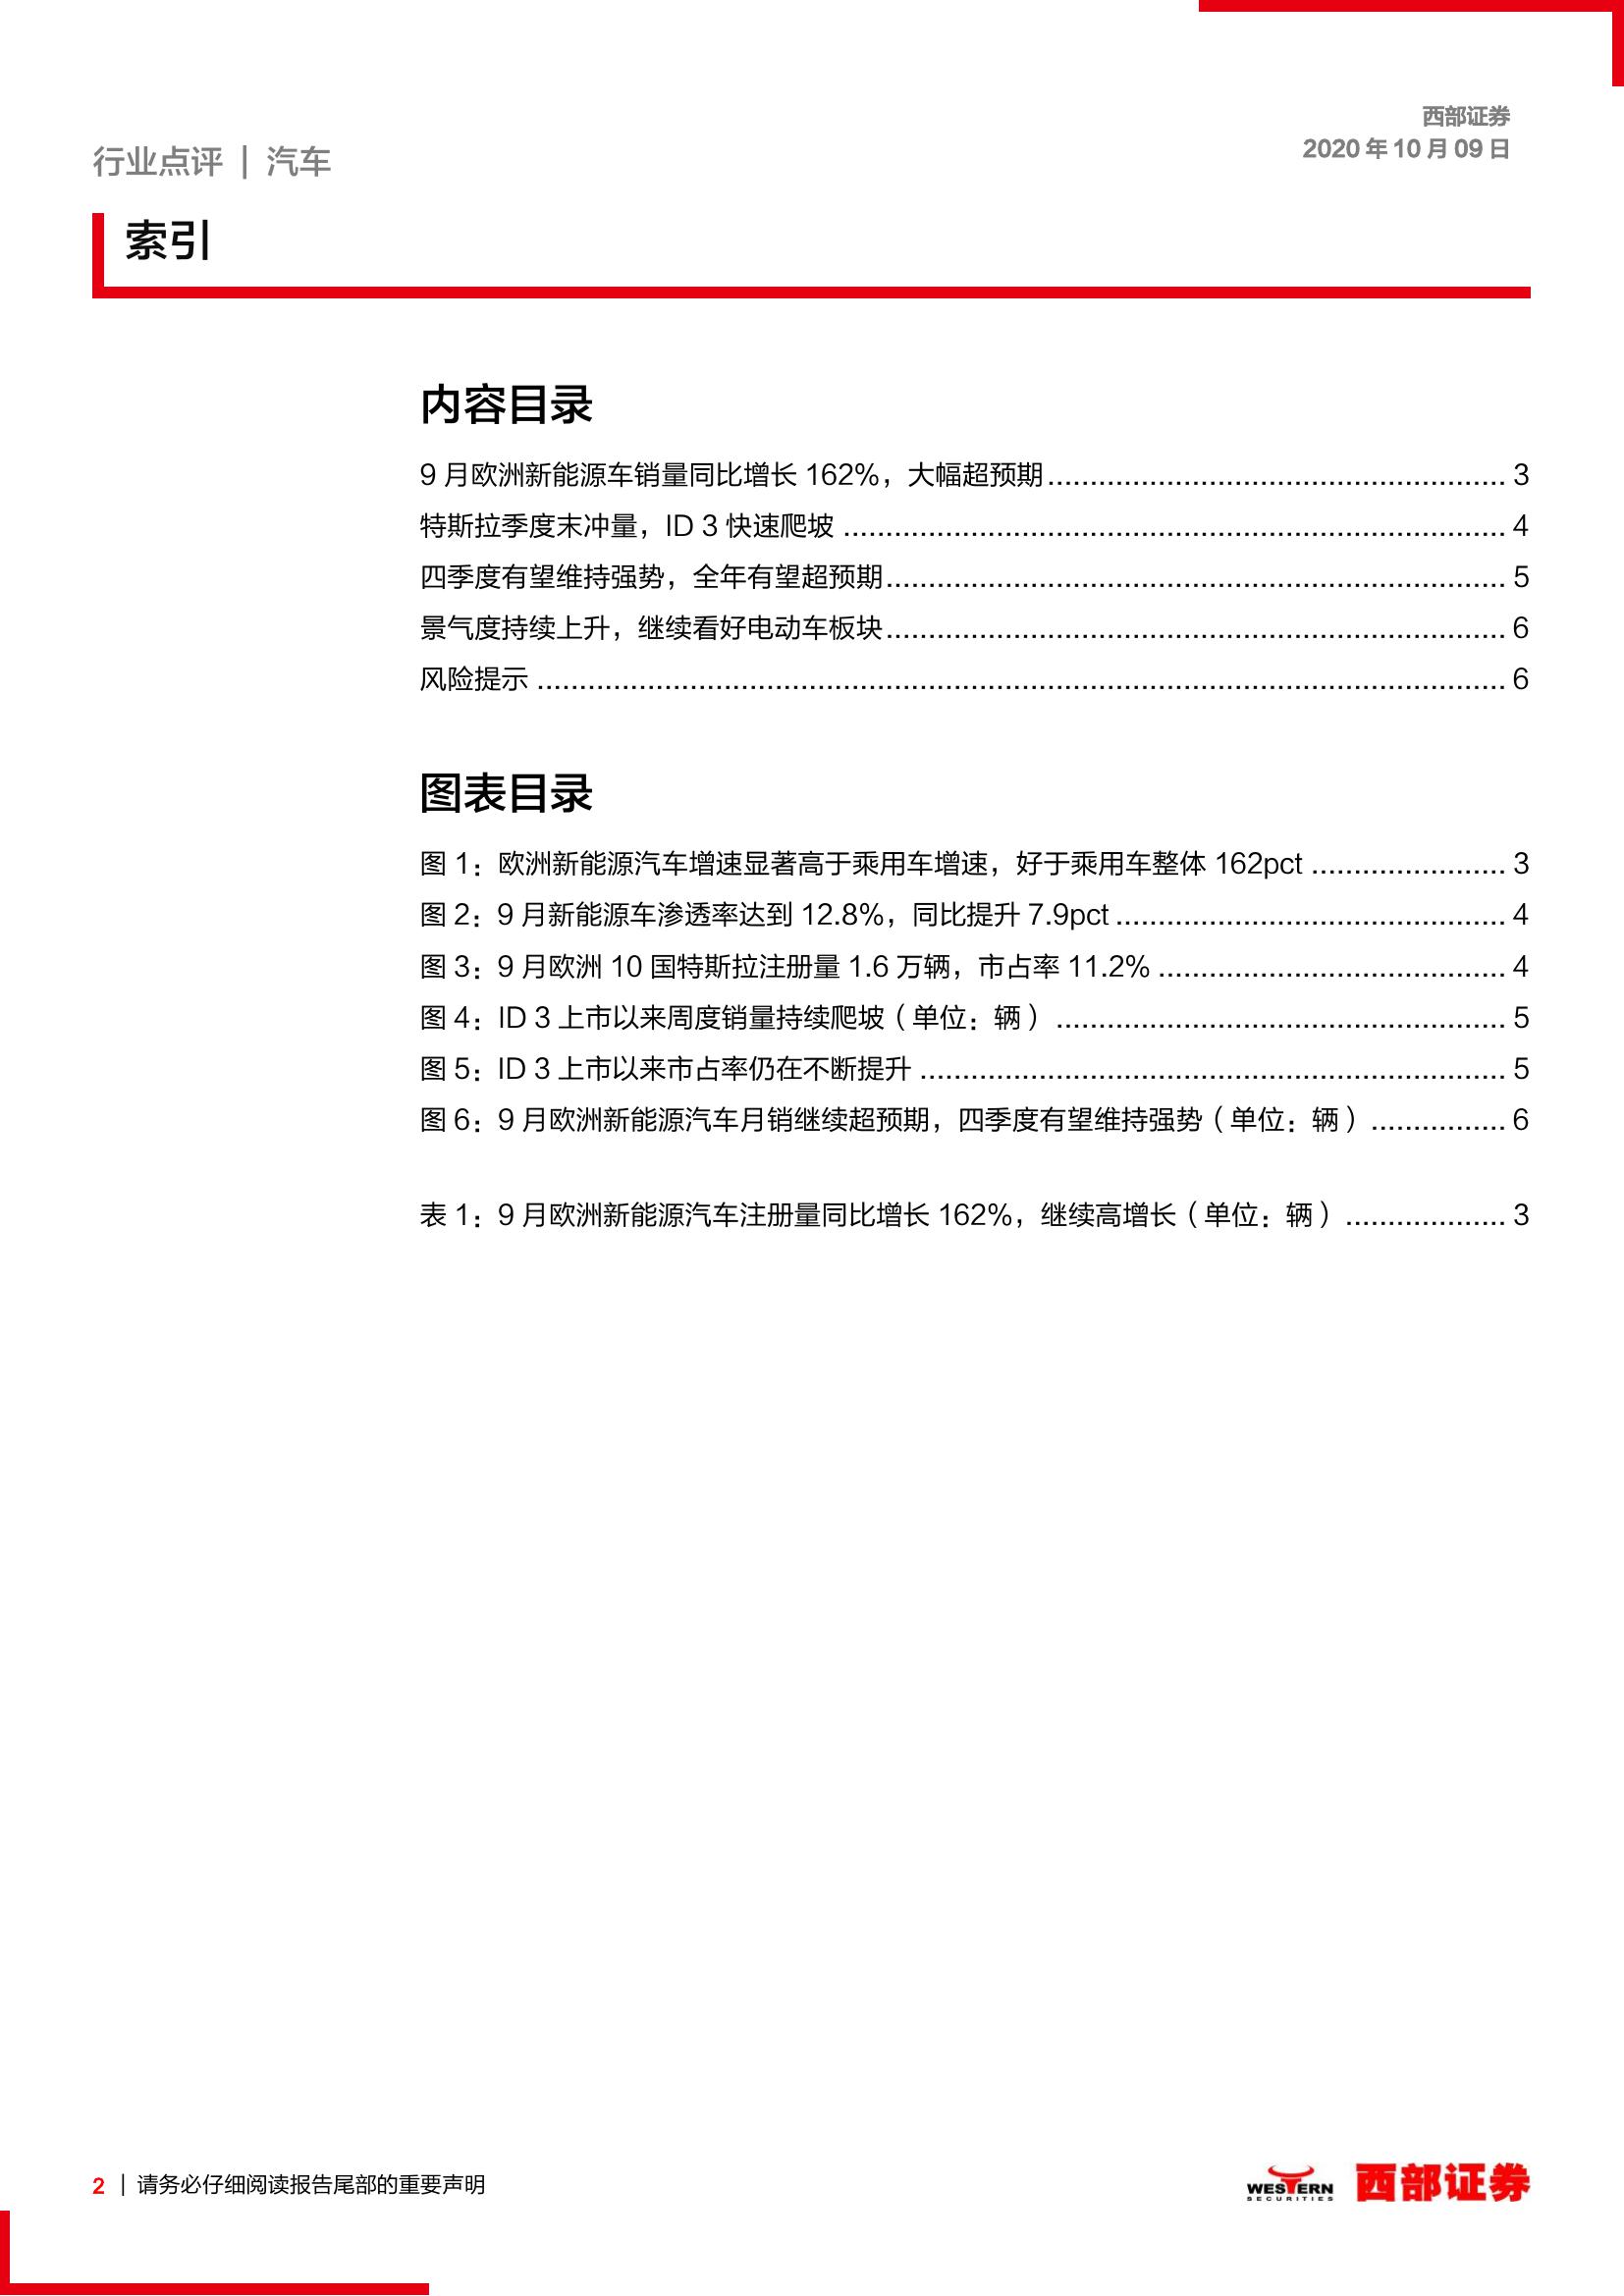 西部证券
2020 年 10 月 09 日
行业点评 | 汽车
索引
内容目录
9 月欧洲新能源车销量同比增长 162%，大幅超预期...................................................... 3
特斯拉季度末冲量，ID 3 快速爬坡 .............................................................................. 4
四季度有望维持强势，全年有望超预期......................................................................... 5
景气度持续上升，继续看好电动车板块......................................................................... 6
风险提示 .................................................................................................................. 6
图表目录
图 1：欧洲新能源汽车增速显著高于乘用车增速，好于乘用车整体 162pct ....................... 3
图 2：9 月新能源车渗透率达到 12.8%，同比提升 7.9pct .............................................. 4
图 3：9 月欧洲 10 国特斯拉注册量 1.6 万辆，市占率 11.2% ......................................... 4
图 4：ID 3 上市以来周度销量持续爬坡（单位：辆） ..................................................... 5
图 5：ID 3 上市以来市占率仍在不断提升 ..................................................................... 5
图 6：9 月欧洲新能源汽车月销继续超预期，四季度有望维持强势（单位：辆）................ 6
表 1：9 月欧洲新能源汽车注册量同比增长 162%，继续高增长（单位：辆）................... 3
2 | 请务必仔细阅读报告尾部的重要声明
WESTERN
SECURITIES
西部证券